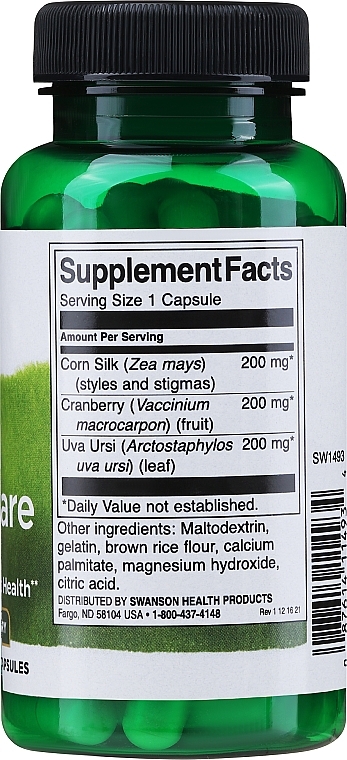 Supplement Facts
Serving Size 1 Capsule
Amount Per Serving
Corn Silk (Zea mays) 200 mg*
(styles and stigmas)
Cranberry (Vaccinium 200 mg*
macrocarpon) (fruit)
Uva Ursi (Arctostaphylos 200 mg*
uva ursi) (leaf)
*Daily Value not established.
Other ingredients: Maltodextrin,
gelatin, brown rice flour, calcium
palmitate, magnesium hydroxide,
citric acid.
DISTRIBUTED BY SWANSON HEALTH PRODUCTS
Fargo, ND 58104 USA • 1-800-437-4148 Rev 1 12 16 21
are
Health**
SW1493